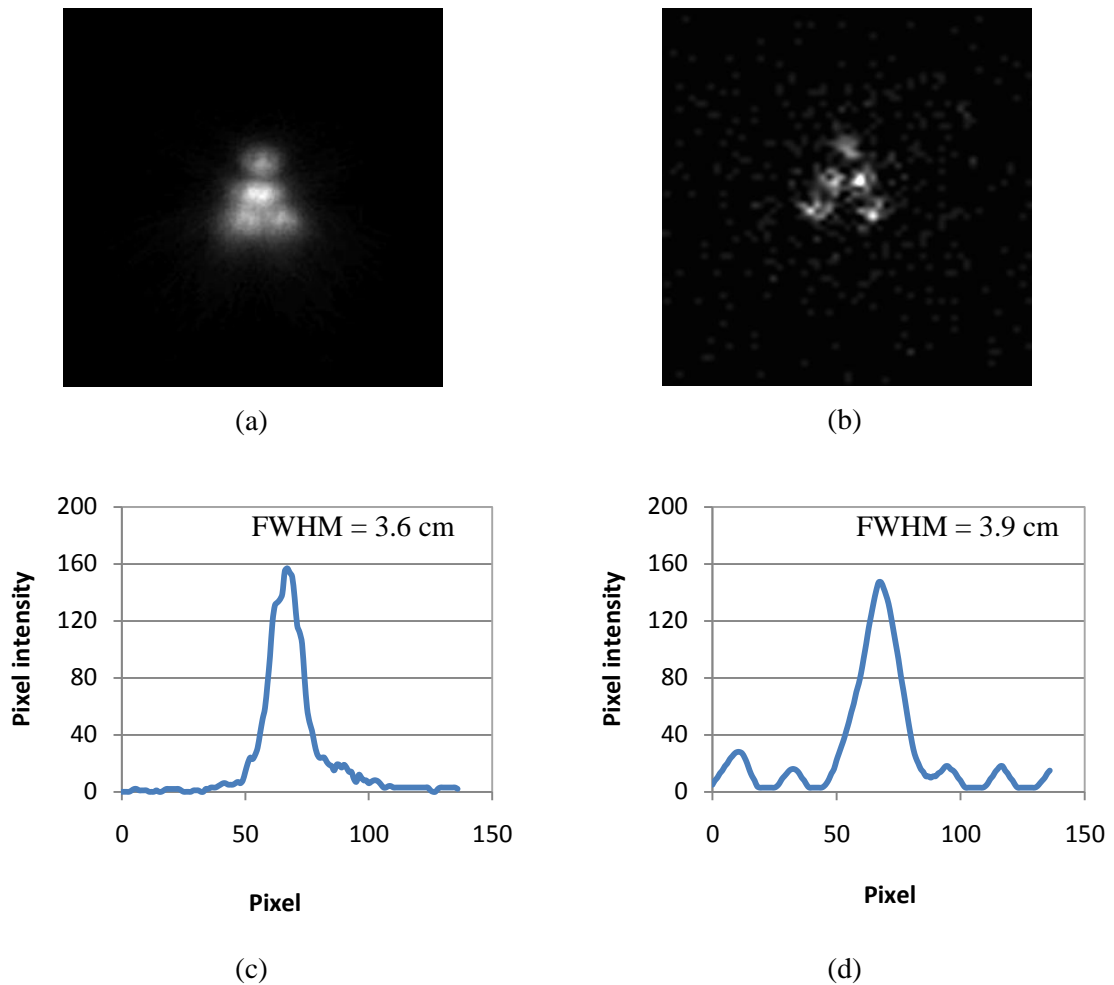 (a)
(b)
FWHM = 3.6 cm
200
160
120
80
40
0
Pixel intensity
0 50 100 150
Pixel
(c)
FWHM = 3.9 cm
200
160
120
80
40
0
Pixel intensity
0 50 100 150
Pixel
(d)